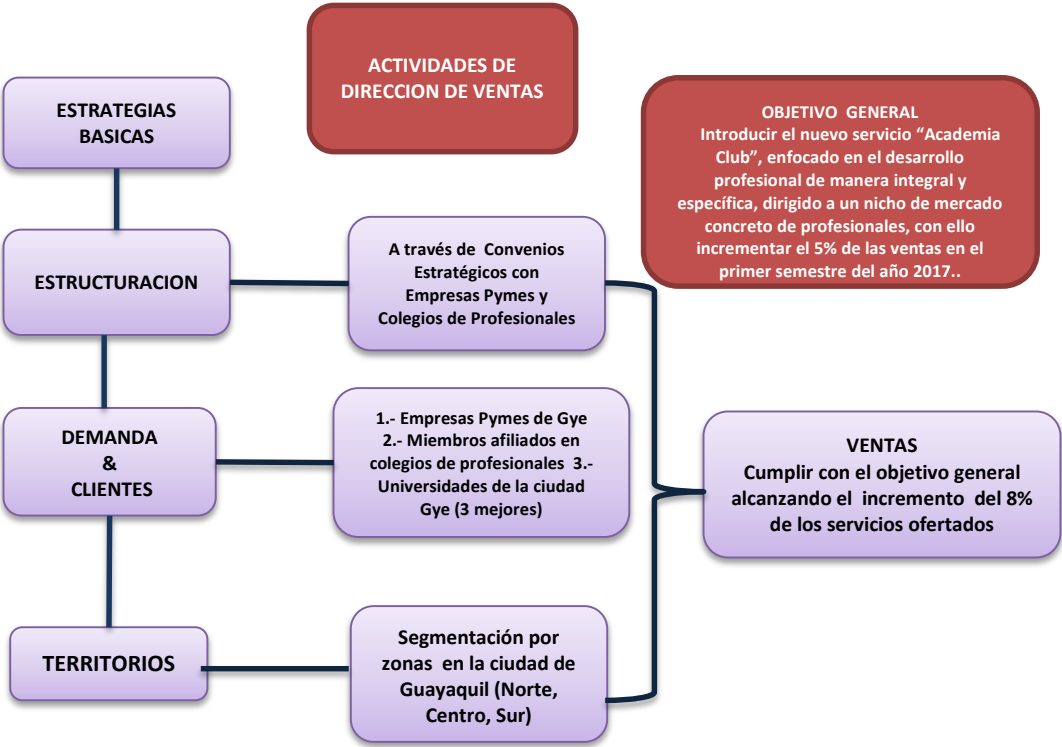 ACTIVIDADES DE
DIRECCION DE VENTAS
ESTRATEGIAS
BASICAS
OBJETIVO  GENERAL
Introducir el nuevo servicio “Academia
Club”, enfocado en el desarrollo
profesional de manera integral y
específica, dirigido a un nicho de mercado
concreto de profesionales, con ello
incrementar el 5% de las ventas en el
primer semestre del año 2017..
ESTRUCTURACION
A través de  Convenios
Estratégicos con
Empresas Pymes y
Colegios de Profesionales
DEMANDA
&
CLIENTES
1.- Empresas Pymes de Gye
2.- Miembros afiliados en
colegios de profesionales  3.-
Universidades de la ciudad
Gye (3 mejores)
VENTAS
Cumplir con el objetivo general
alcanzando el  incremento  del 8%
de los servicios ofertados
TERRITORIOS
Segmentación por
zonas  en la ciudad de
Guayaquil (Norte,
Centro, Sur)